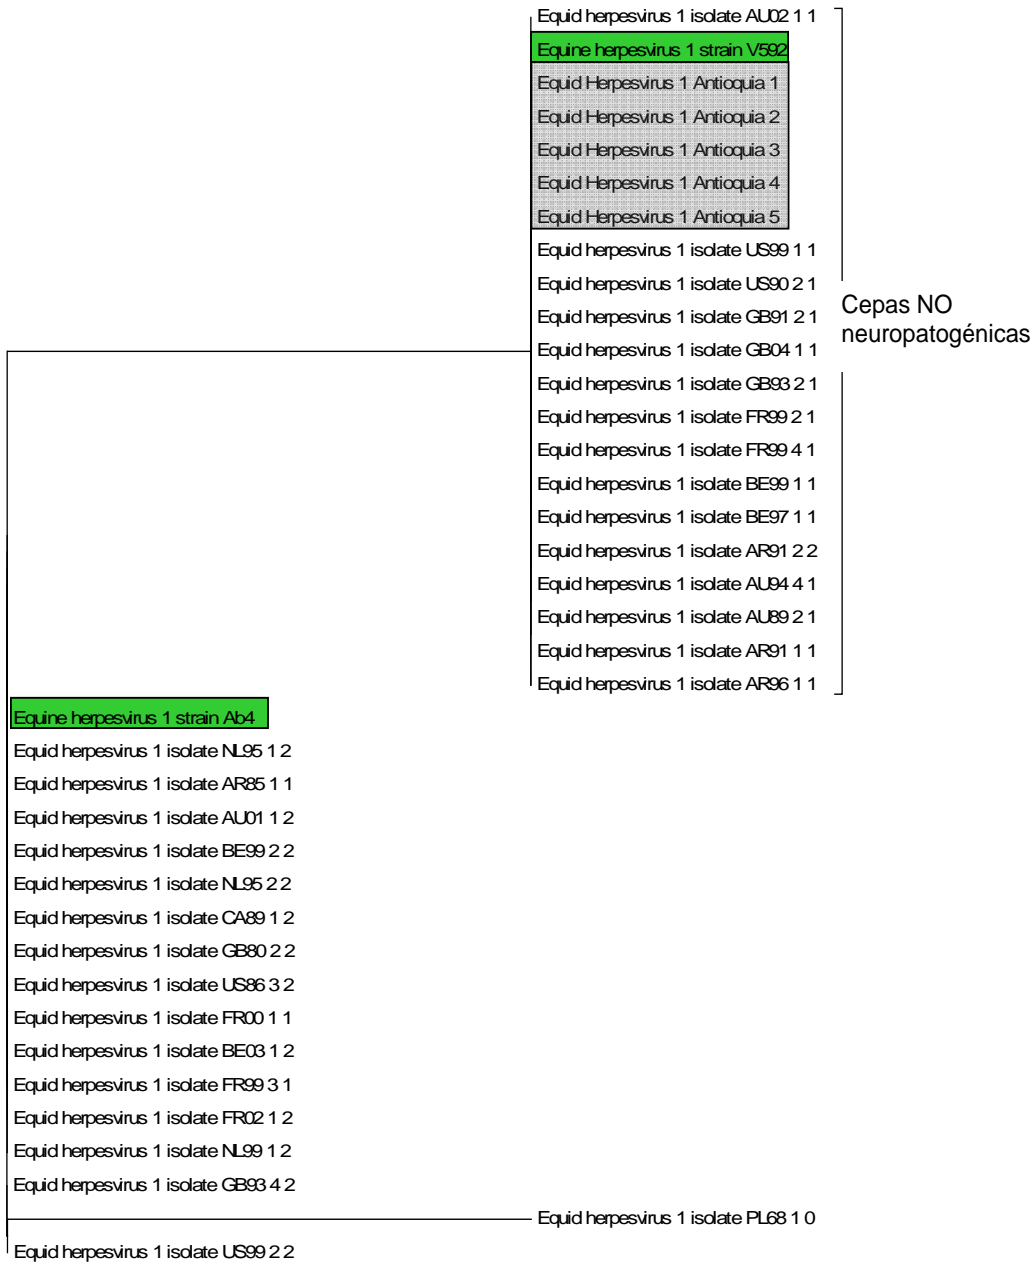 Equid herpesvirus 1 isolate AU02 1 1
Equine herpesvirus 1 strain V592
Equid Herpesvirus 1 Antioquia 1
Equid Herpesvirus 1 Antioquia 2
Equid Herpesvirus 1 Antioquia 3
Equid Herpesvirus 1 Antioquia 4
Equid Herpesvirus 1 Antioquia 5
Equid herpesvirus 1 isolate US99 1 1
Equid herpesvirus 1 isolate US90 2 1
Equid herpesvirus 1 isolate GB91 2 1
Equid herpesvirus 1 isolate GB04 1 1
Equid herpesvirus 1 isolate GB93 2 1
Equid herpesvirus 1 isolate FR99 2 1
Equid herpesvirus 1 isolate FR99 4 1
Equid herpesvirus 1 isolate BE99 1 1
Equid herpesvirus 1 isolate BE97 1 1
Equid herpesvirus 1 isolate AR91 2 2
Equid herpesvirus 1 isolate AU94 4 1
Equid herpesvirus 1 isolate AU89 2 1
Equid herpesvirus 1 isolate AR91 1 1
Equid herpesvirus 1 isolate AR96 1 1
Cepas NO
neuropatogénicas
Equine herpesvirus 1 strain Ab4
Equid herpesvirus 1 isolate NL95 1 2
Equid herpesvirus 1 isolate AR85 1 1
Equid herpesvirus 1 isolate AU01 1 2
Equid herpesvirus 1 isolate BE99 2 2
Equid herpesvirus 1 isolate NL95 2 2
Equid herpesvirus 1 isolate CA89 1 2
Equid herpesvirus 1 isolate GB80 2 2
Equid herpesvirus 1 isolate US86 3 2
Equid herpesvirus 1 isolate FR00 1 1
Equid herpesvirus 1 isolate BE03 1 2
Equid herpesvirus 1 isolate FR99 3 1
Equid herpesvirus 1 isolate FR02 1 2
Equid herpesvirus 1 isolate NL99 1 2
Equid herpesvirus 1 isolate GB93 4 2
Equid herpesvirus 1 isolate PL68 1 0
Equid herpesvirus 1 isolate US99 2 2